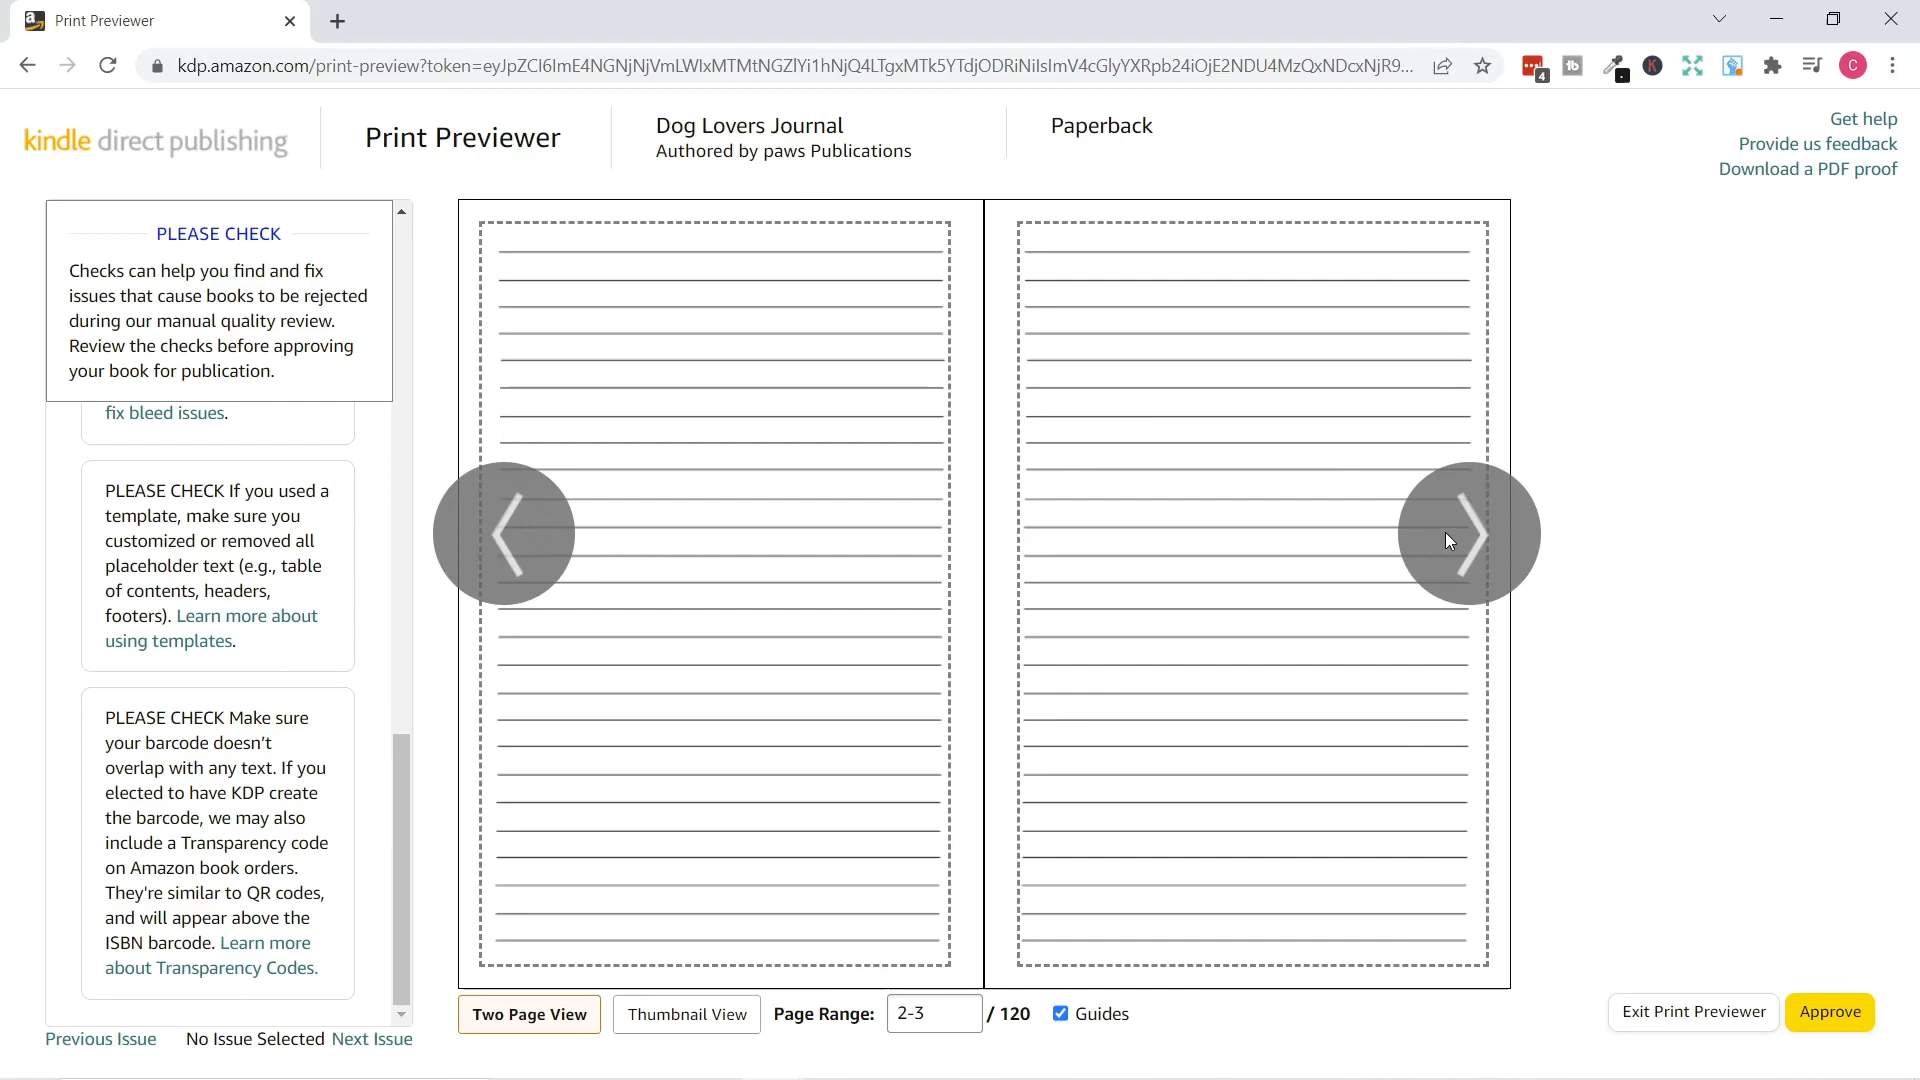 Print Previewer
kdp.amazon.com/print-preview?token=eyJpZCI6ImE4NGNjNjVmLWIxMTMtNGZlYi1hNjQ4LTgxMTk5YTdjODRiNiIsImV4cGlyYXRpb24iOjE2NDU4MzQxNDcxNjR9...
4
tb
K
C
kindle direct publishing
Print Previewer
Dog Lovers Journal
Authored by paws Publications
Paperback
Get help
Provide us feedback
Download a PDF proof
PLEASE CHECK
Checks can help you find and fix
issues that cause books to be rejected
during our manual quality review.
Review the checks before approving
your book for publication.
fix bleed issues.
PLEASE CHECK If you used a
template, make sure you
customized or removed all
placeholder text (e.g., table
of contents, headers,
footers). Learn more about
using templates.
PLEASE CHECK Make sure
your barcode doesn't
overlap with any text. If you
elected to have KDP create
the barcode, we may also
include a Transparency code
on Amazon book orders.
They're similar to QR codes,
and will appear above the
ISBN barcode. Learn more
about Transparency Codes.
Previous Issue No Issue Selected Next Issue
Two Page View
Thumbnail View
Page Range: 2-3 / 120
Guides
Exit Print Previewer
Approve